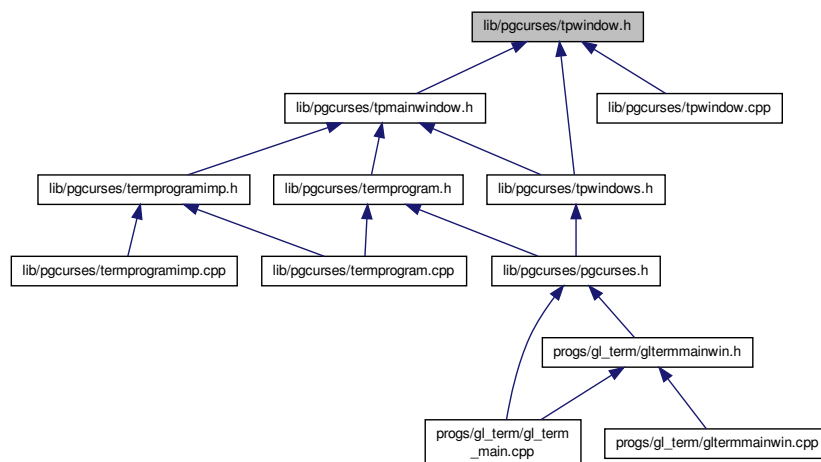 lib/pgcurses/tpwindow.h
lib/pgcurses/tpmainwindow.h
lib/pgcurses/tpwindow.cpp
lib/pgcurses/termprogramimp.h
lib/pgcurses/termprogram.h
lib/pgcurses/tpwindows.h
lib/pgcurses/termprogramimp.cpp
lib/pgcurses/termprogram.cpp
lib/pgcurses/pgcurses.h
progs/gl_term/gltermmainwin.h
progs/gl_term/gl_term
_main.cpp
progs/gl_term/gltermmainwin.cpp